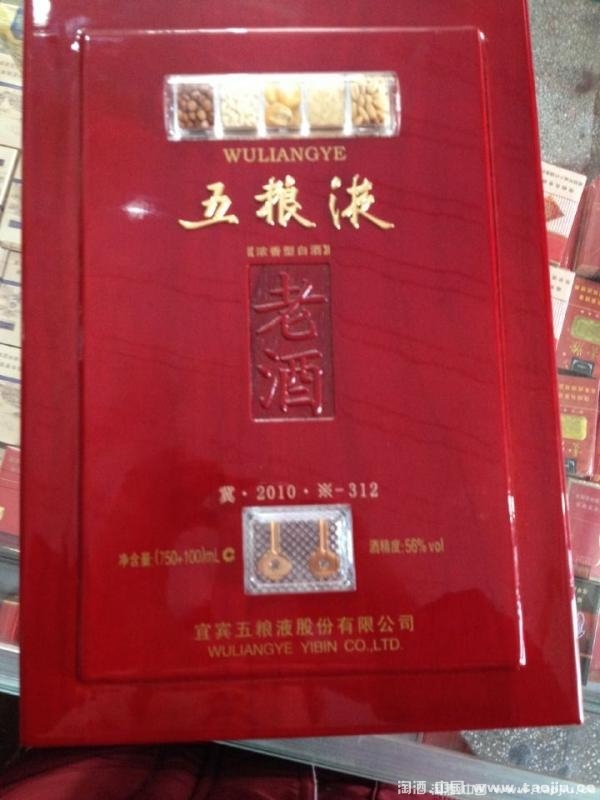 WULIANGYE
五粮液
【浓香型白酒】
老酒
冀·2010·※-312
净含量:(750+100)mL C
酒精度:56%vol
宜宾五粮液股份有限公司
WULIANGYE YIBIN CO.,LTD.